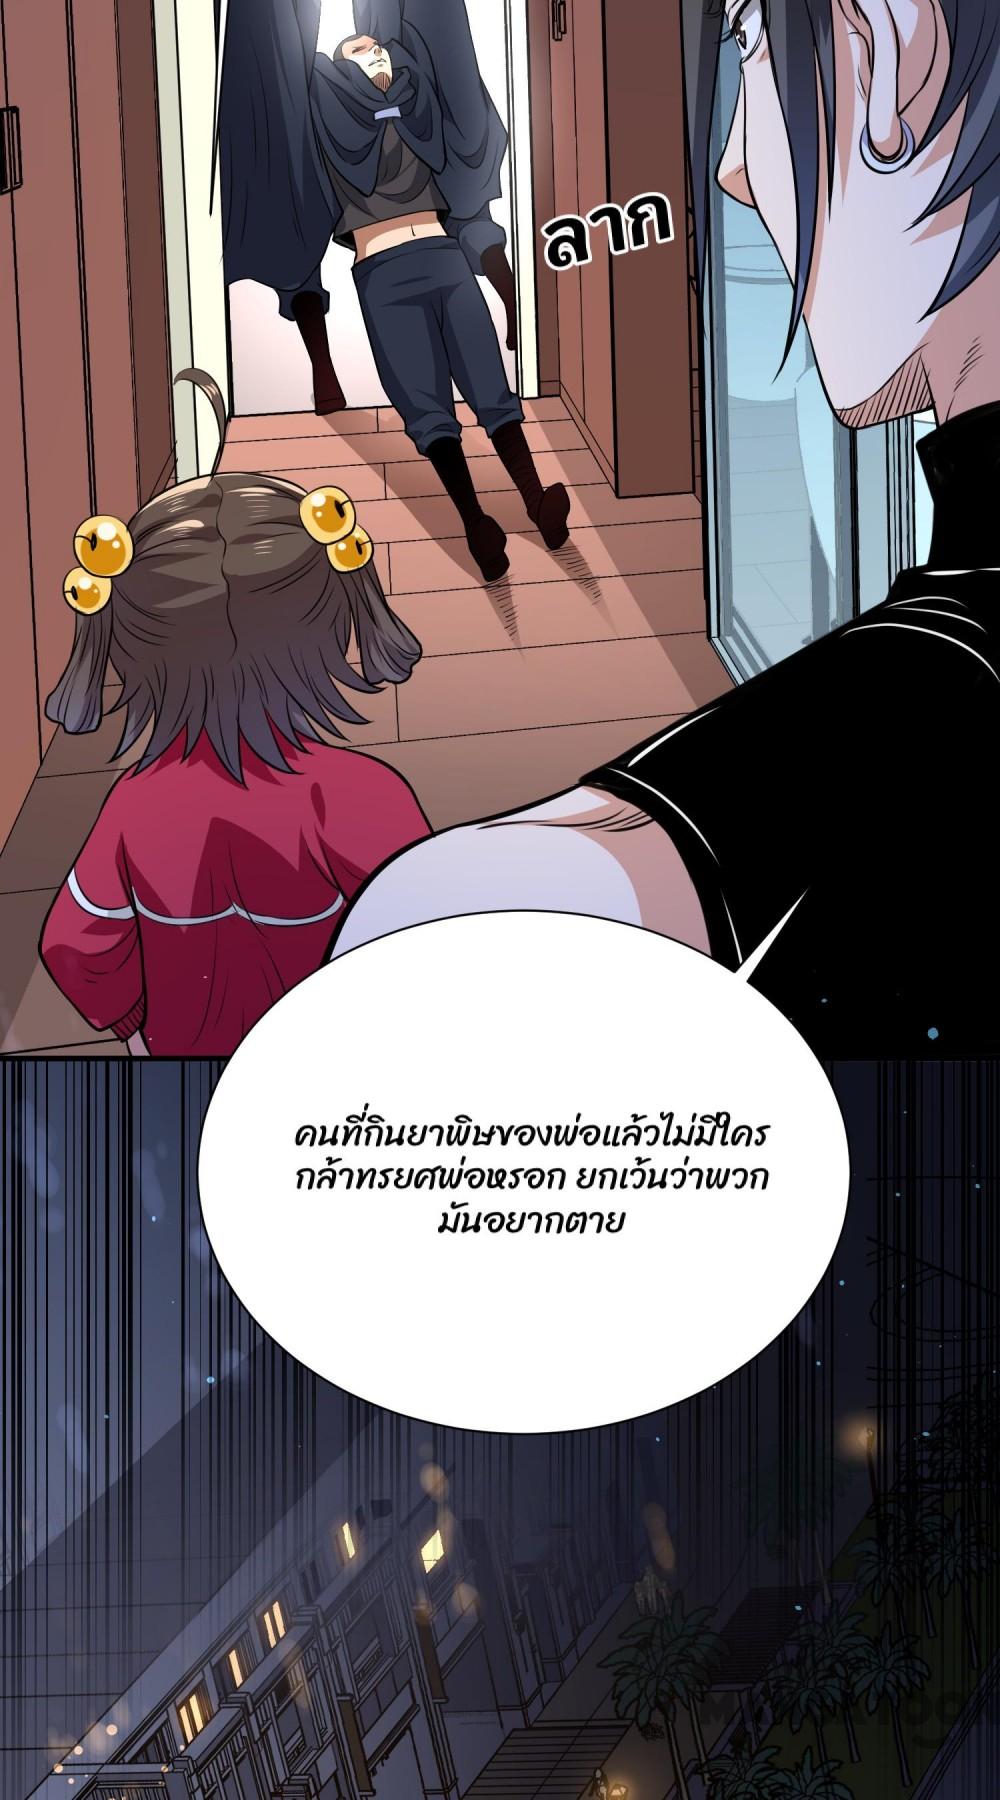 ลาก
คนที่กินยาพิษของพ่อแล้วไม่มีใคร
กล้าทรยศพ่อหรอก ยกเว้นว่าพวก
มันอยากตาย